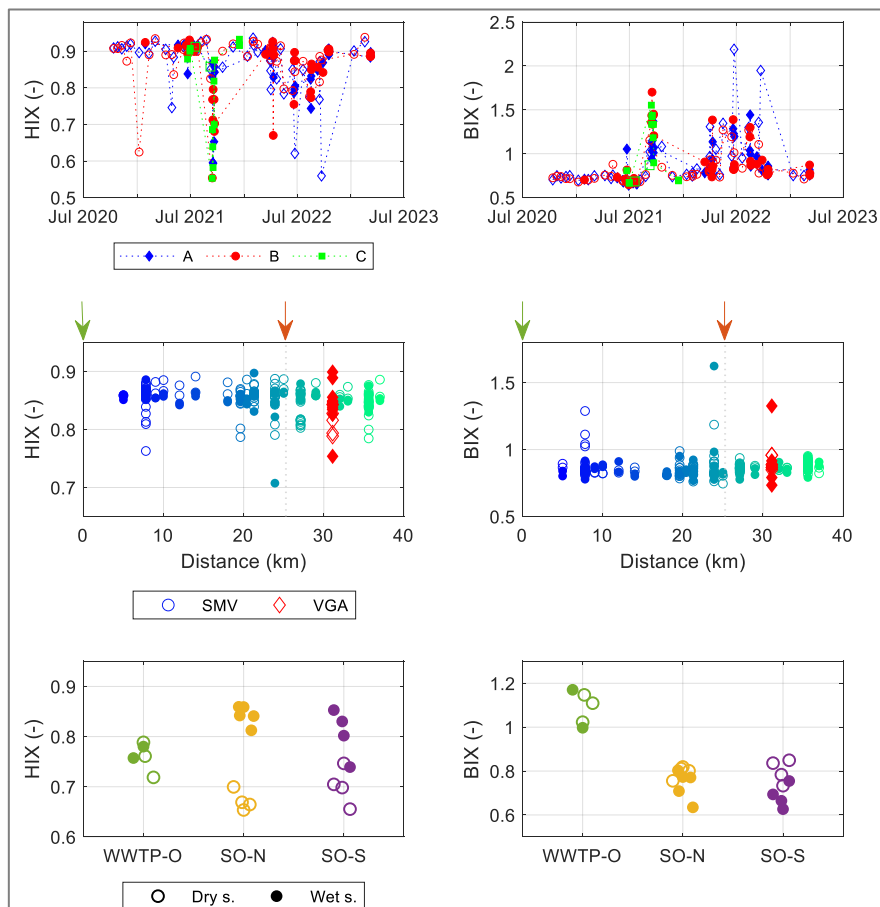 HIX (-)
0.9
0.8
0.7
0.6
0.5
Jul 2020
Jul 2021
Jul 2022
Jul 2023
BIX (-)
2.5
2
1.5
1
0.5
Jul 2020
Jul 2021
Jul 2022
Jul 2023
A B C
HIX (-)
0.9
0.8
0.7
0 10 20 30 40
Distance (km)
BIX (-)
1.5
1
0.5
0 10 20 30 40
Distance (km)
SMV VGA
HIX (-)
0.9
0.8
0.7
0.6
WWTP-O SO-N SO-S
BIX (-)
1.2
1
0.8
0.6
WWTP-O SO-N SO-S
Dry s. Wet s.